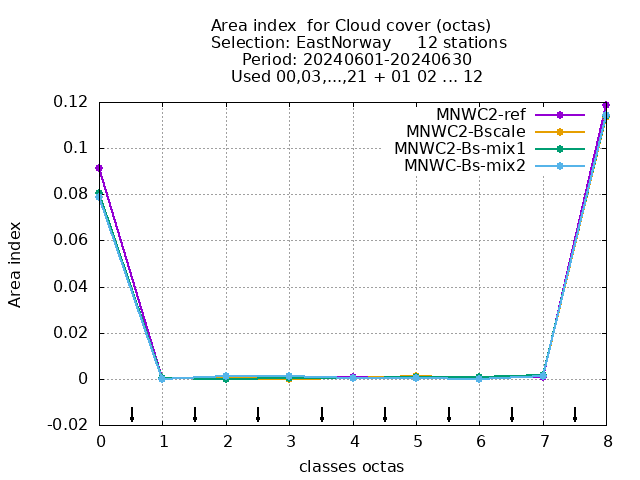 Area index  for Cloud cover (octas)
Selection: EastNorway     12 stations
Period: 20240601-20240630
Used 00,03,...,21 + 01 02 ... 12
MNWC2-ref
MNWC2-Bscale
MNWC2-Bs-mix1
MNWC-Bs-mix2
0.12
0.1
0.08
0.06
0.04
0.02
0
-0.02
Area index
0 1 2 3 4 5 6 7 8
classes octas